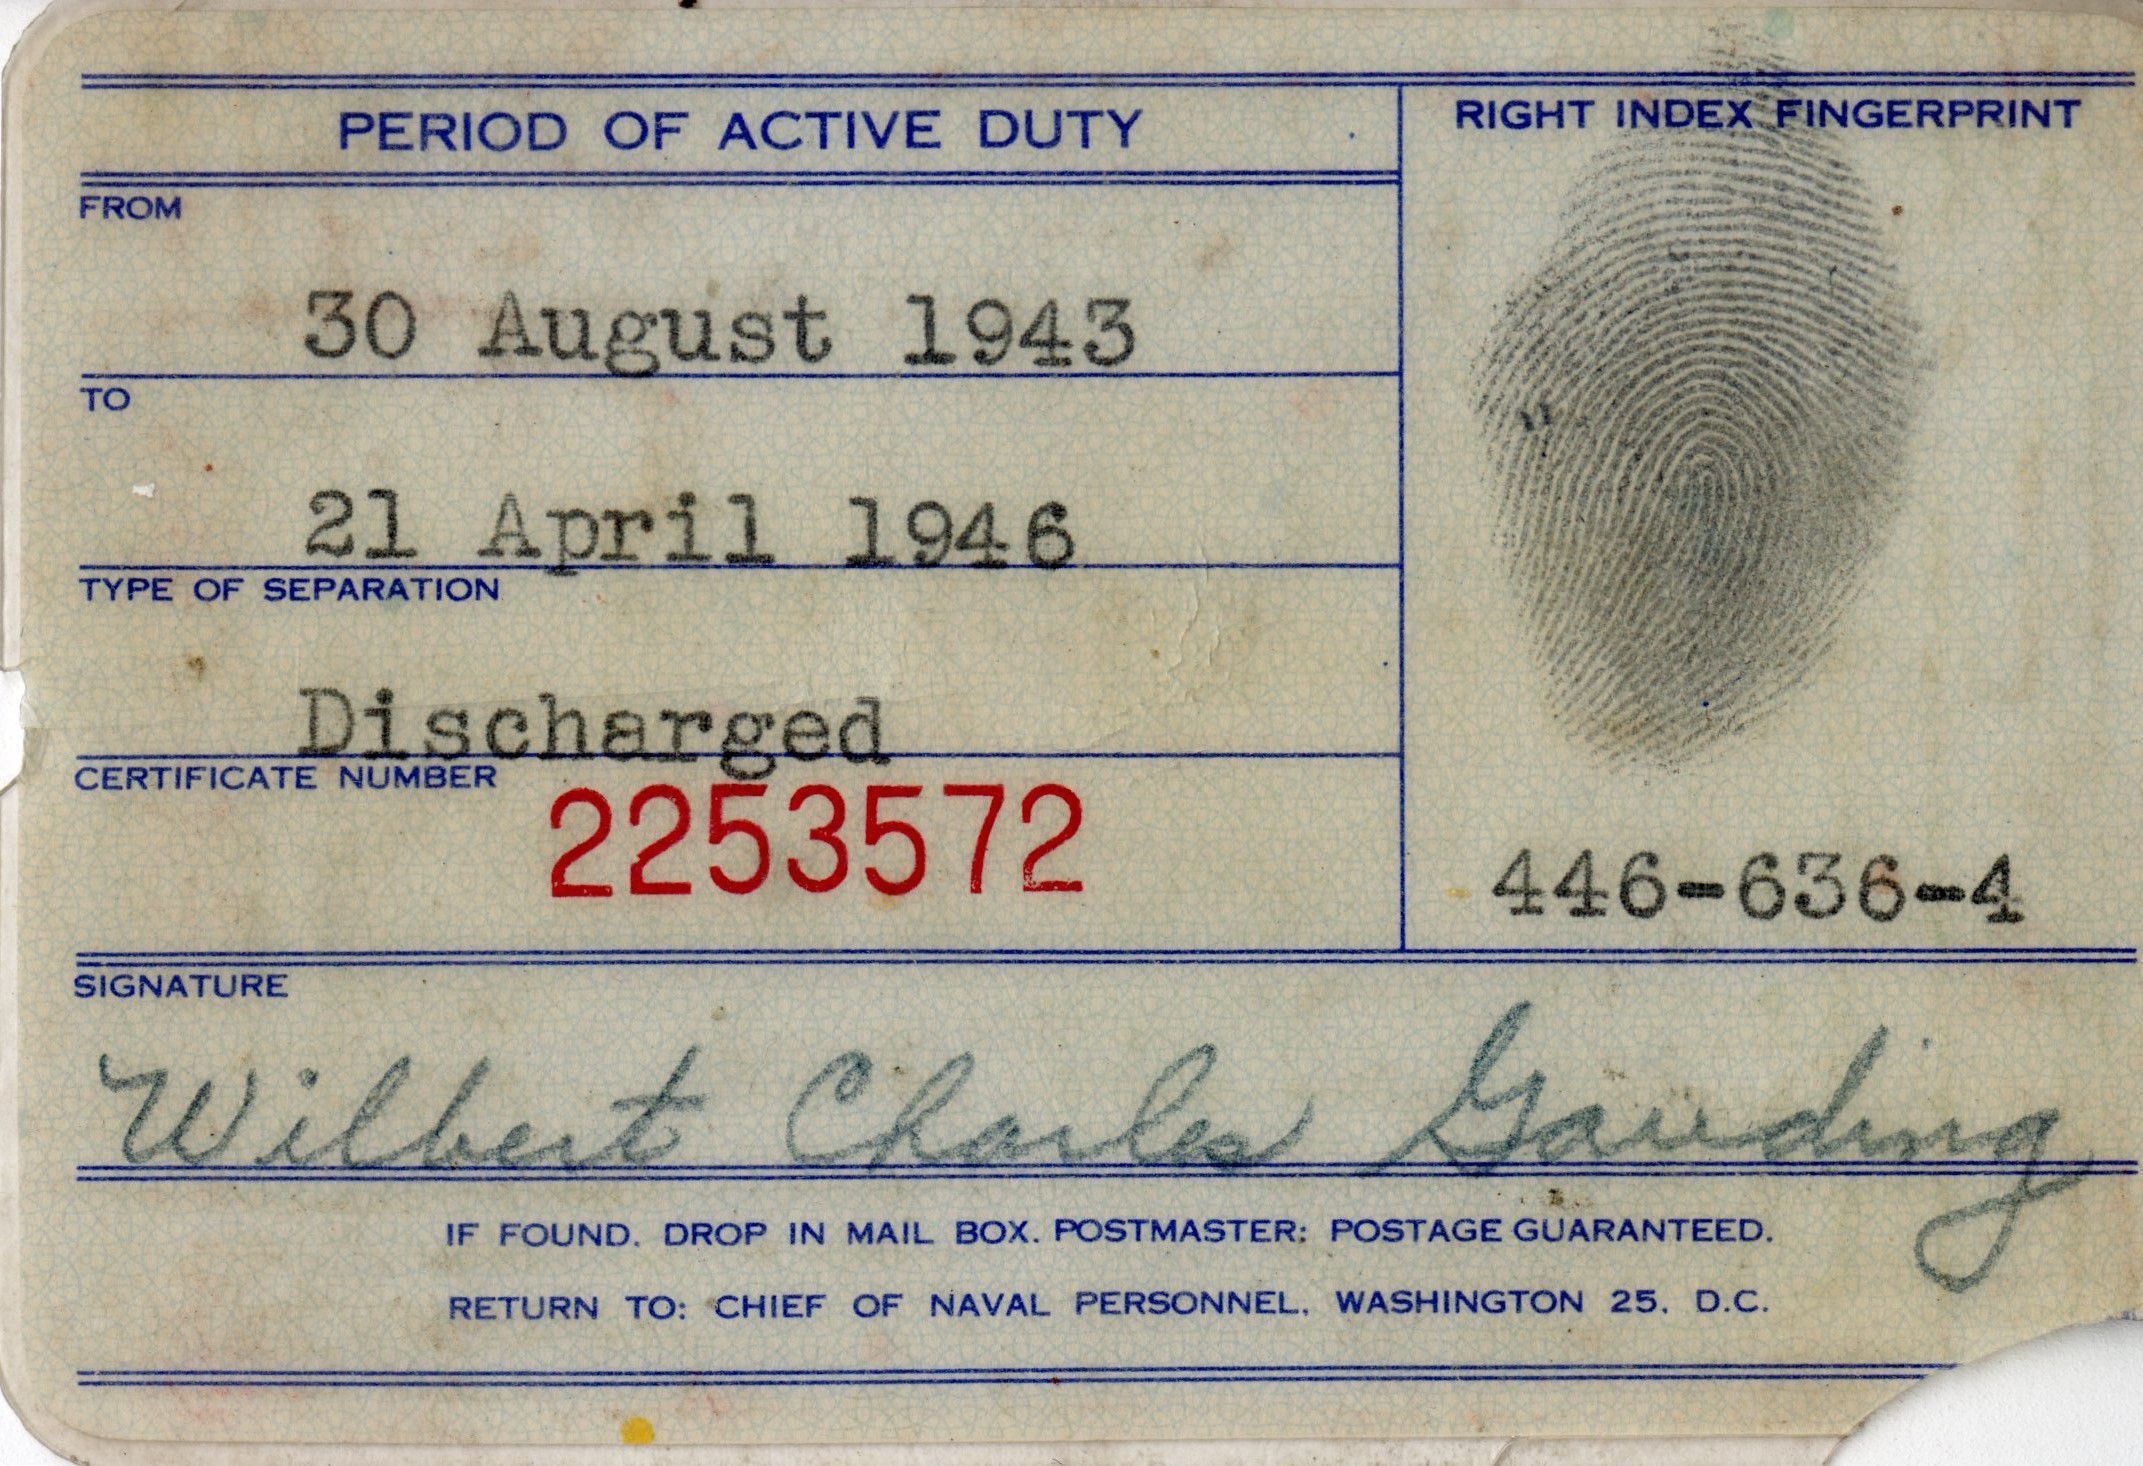 PERIOD OF ACTIVE DUTY
RIGHT INDEX FINGERPRINT
FROM
30 August 1943
TO
21 April 1946
TYPE OF SEPARATION
Discharged
CERTIFICATE NUMBER
2253572
446-636-4
SIGNATURE
Wilbert Charles
IF FOUND, DROP IN MAIL BOX. POSTMASTER: POSTAGE GUARANTEED.
RETURN TO: CHIEF OF NAVAL PERSONNEL, WASHINGTON 25, D.C.